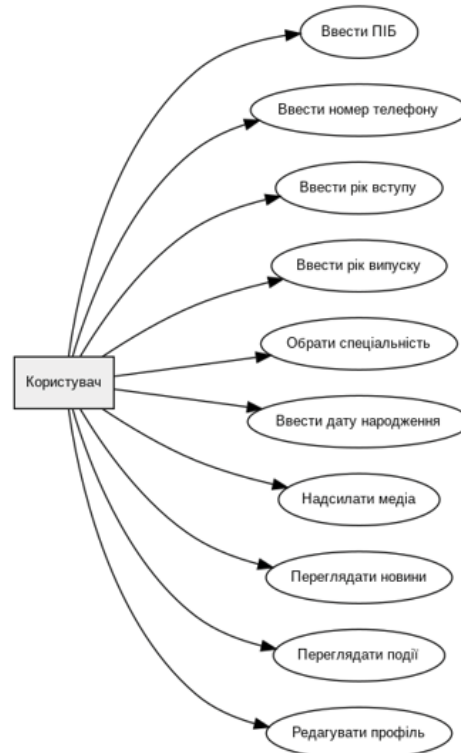 Ввести ПІБ
Ввести номер телефону
Ввести рік вступу
Ввести рік випуску
Обрати спеціальність
Користувач
Ввести дату народження
Надсилати медіа
Переглядати новини
Переглядати події
Редагувати профіль